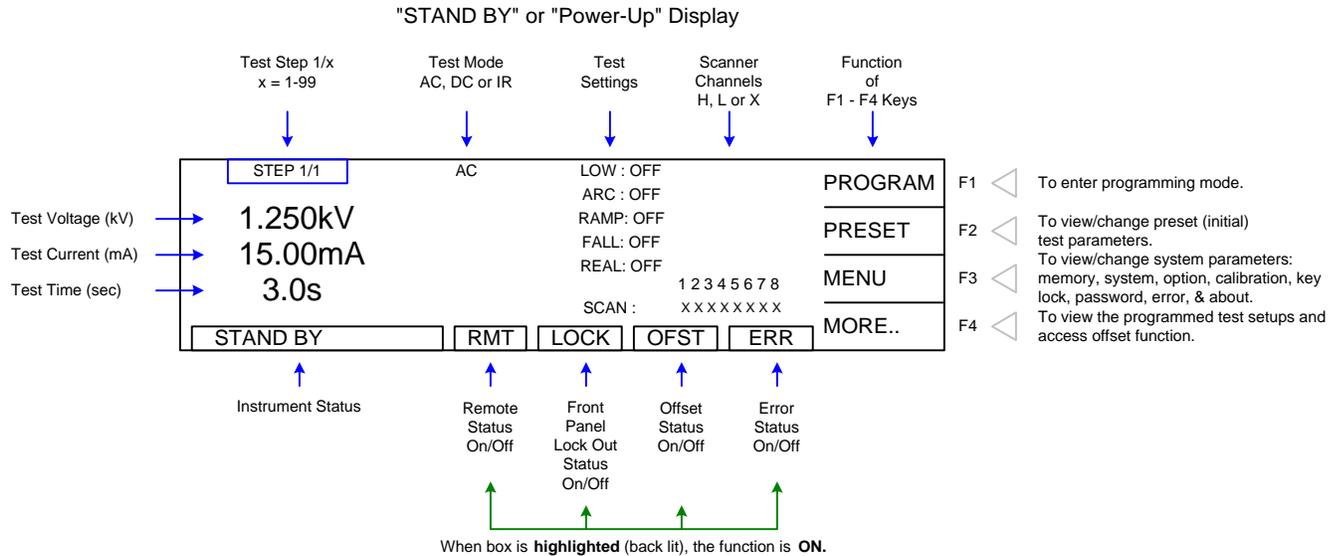 "STAND BY" or "Power-Up" Display
Test Step 1/x
x = 1-99
Test Mode
AC, DC or IR
Test
Settings
Scanner
Channels
H, L or X
Function
of
F1 - F4 Keys
Test Voltage (kV)
Test Current (mA)
Test Time (sec)
STEP 1/1
AC
1.250kV
15.00mA
3.0s
LOW : OFF
ARC : OFF
RAMP: OFF
FALL: OFF
REAL: OFF
1 2 3 4 5 6 7 8
SCAN : X X X X X X X X
PROGRAM
PRESET
MENU
MORE..
F1
To enter programming mode.
F2
To view/change preset (initial)
test parameters.
F3
To view/change system parameters:
memory, system, option, calibration, key
lock, password, error, & about.
F4
To view the programmed test setups and
access offset function.
STAND BY
RMT
LOCK
OFST
ERR
Instrument Status
Remote
Status
On/Off
Front
Panel
Lock Out
Status
On/Off
Offset
Status
On/Off
Error
Status
On/Off
When box is highlighted (back lit), the function is ON.